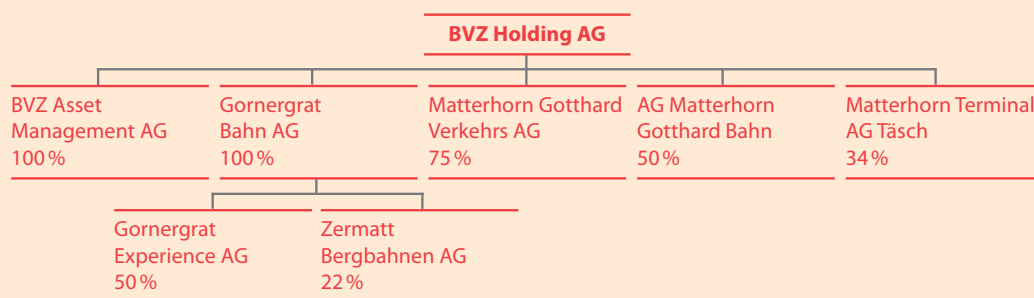 BVZ Holding AG
BVZ Asset
Management AG
100 %
Gornergrat
Bahn AG
100 %
Matterhorn Gotthard
Verkehrs AG
75 %
AG Matterhorn
Gotthard Bahn
50 %
Matterhorn Terminal
AG Täsch
34 %
Gornergrat
Experience AG
50 %
Zermatt
Bergbahnen AG
22 %